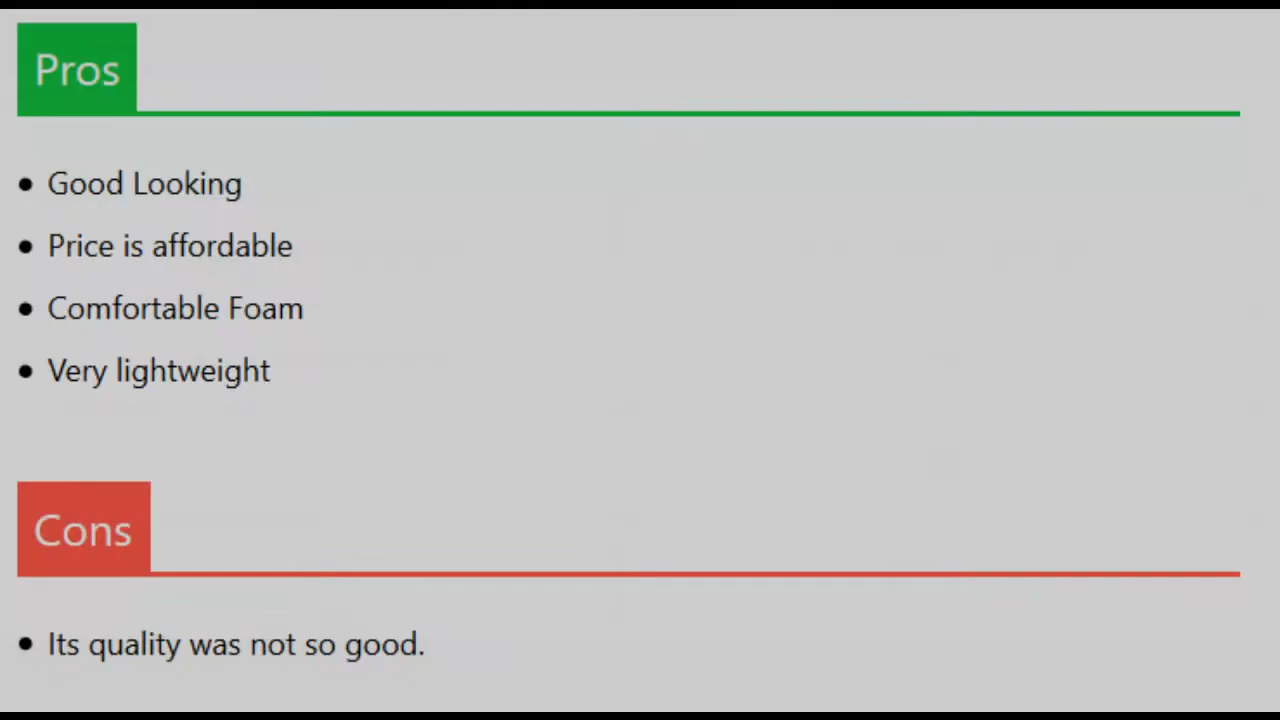 Pros
Good Looking
Price is affordable
Comfortable Foam
Very lightweight
Cons
Its quality was not so good.